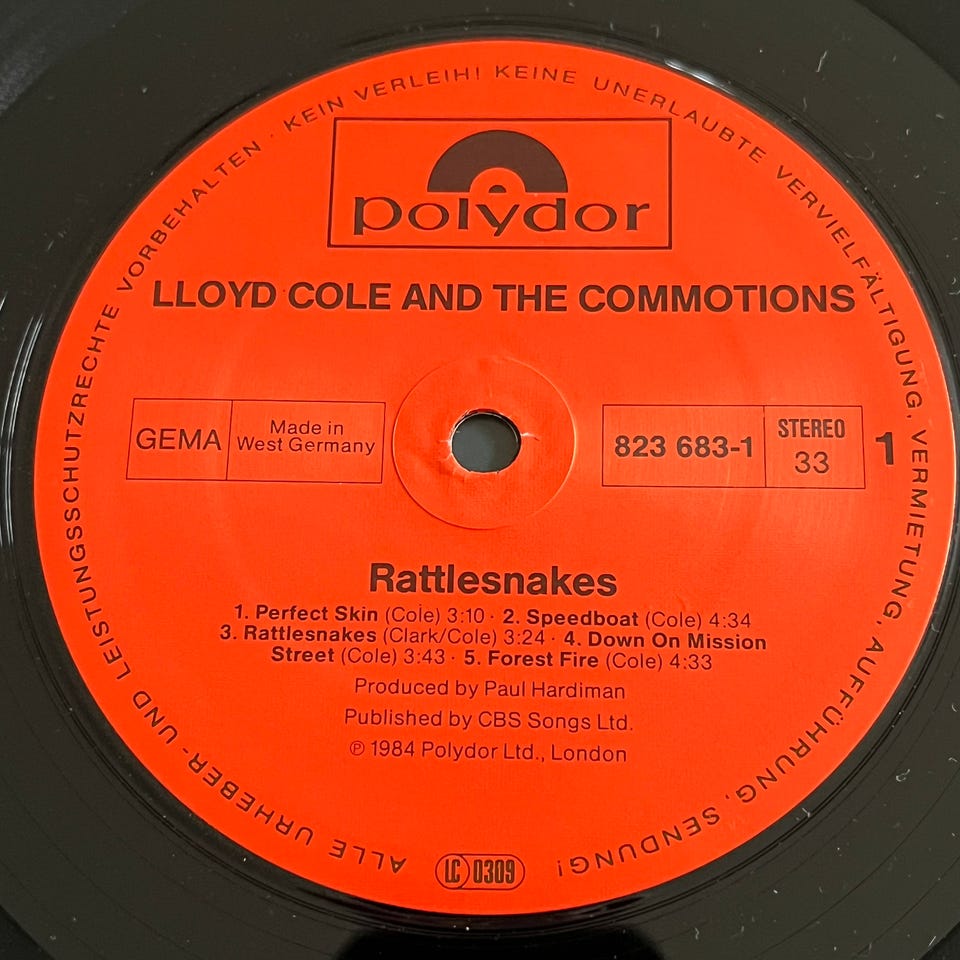 ALLE URHEBER- UND LEISTUNGSSCHUTZRECHTE VORBEHALTEN · KEIN VERLEIH! KEINE UNERLAUBTE VERVIELFÄLTIGUNG, VERMIETUNG, AUFFÜHRUNG, SENDUNG!
polydor
LLOYD COLE AND THE COMMOTIONS
GEMA
Made in
West Germany
823 683-1
STEREO
33
1
Rattlesnakes
1. Perfect Skin (Cole) 3:10 · 2. Speedboat (Cole) 4:34
3. Rattlesnakes (Clark/Cole) 3:24 · 4. Down On Mission
Street (Cole) 3:43 · 5. Forest Fire (Cole) 4:33
Produced by Paul Hardiman
Published by CBS Songs Ltd.
℗ 1984 Polydor Ltd., London
LC 0309